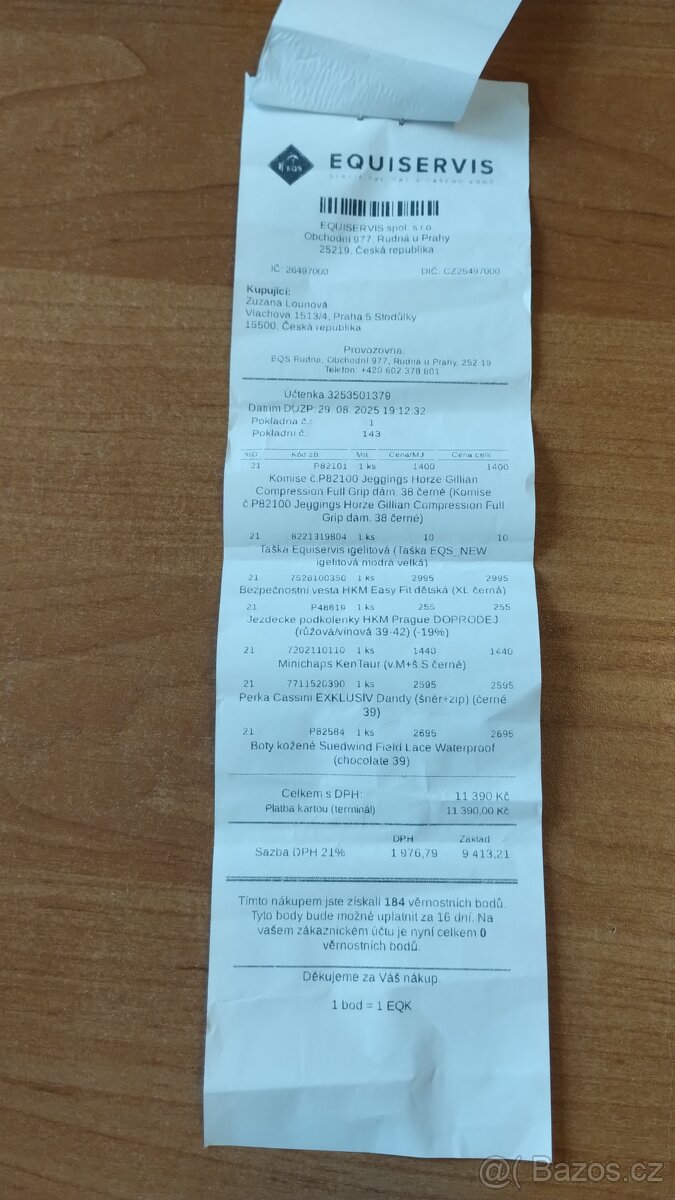 EQS
EQUISERVIS
EQUISERVIS spol. s r.o.
Obchodní 977, Rudná u Prahy
25219, Česká republika
IČ: 26497000 DIČ: CZ26497000
Kupující:
Zuzana Lounová
Vlachova 1513/4, Praha 5 Stodůlky
15500, Česká republika
Provozovna:
EQS Rudná, Obchodní 977, Rudná u Prahy, 252 19
Telefon: +420 602 378 801
Účtenka 3253501379
Datum DUZP: 29. 08. 2025 19:12:32
Pokladna č.: 1
Pokladní č.: 143
%D Kód zb. Mn. Cena/MJ Cena celk
21 P82101 1 ks 1400 1400
Komise č.P82100 Jeggings Horze Gillian
Compression Full Grip dám. 38 černé (Komise
č.P82100 Jeggings Horze Gillian Compression Full
Grip dám. 38 černé)
21 8221319804 1 ks 10 10
Taška Equiservis igelitová (Taška EQS_NEW
igelitová modrá velká)
21 7528100350 1 ks 2995 2995
Bezpečnostní vesta HKM Easy Fit dětská (XL černá)
21 P48619 1 ks 255 255
Jezdecké podkolenky HKM Prague DOPRODEJ
(růžová/vínová 39-42) (-19%)
21 7202110110 1 ks 1440 1440
Minichaps KenTaur (v.M+š.S černé)
21 7711520390 1 ks 2595 2595
Perka Cassini EXKLUSIV Dandy (šněr+zip) (černé
39)
21 P82584 1 ks 2695 2695
Boty kožené Suedwind Field Lace Waterproof
(chocolate 39)
Celkem s DPH: 11 390 Kč
Platba kartou (terminál): 11 390,00 Kč
DPH Základ
Sazba DPH 21% 1 976,79 9 413,21
Tímto nákupem jste získali 184 věrnostních bodů.
Tyto body bude možné uplatnit za 16 dní. Na
vašem zákaznickém účtu je nyní celkem 0
věrnostních bodů.
Děkujeme za Váš nákup.
1 bod = 1 EQK
@( Bazos.cz